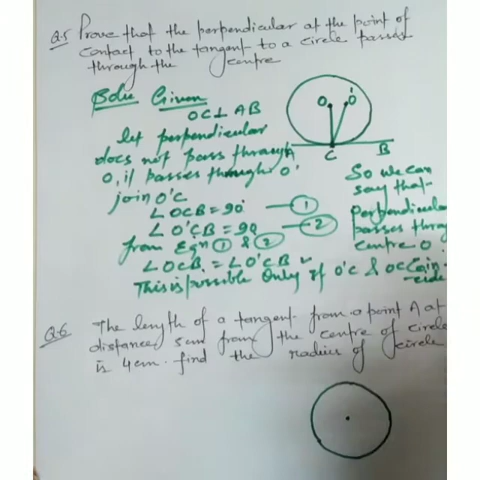 Q.5 Prove that the perpendicular at the point of
contact to the tangent to a circle passes
through the centre
Solu Given
OC⊥AB
let perpendicular
does not pass through
O, it passes through O'
join O'C
∠OCB=90° —①
∠O'CB=90 —②
from Eqn ① & ②
∠OCB = ∠O'CB
This is possible Only if O'C & OC Coin-
cide
O O'
A C B
So we can
say that
perpendicular
passes throu
centre O
Q.6 The length of a tangent from a point A at
distance 5cm from the centre of circle
is 4cm. find the radius of circle